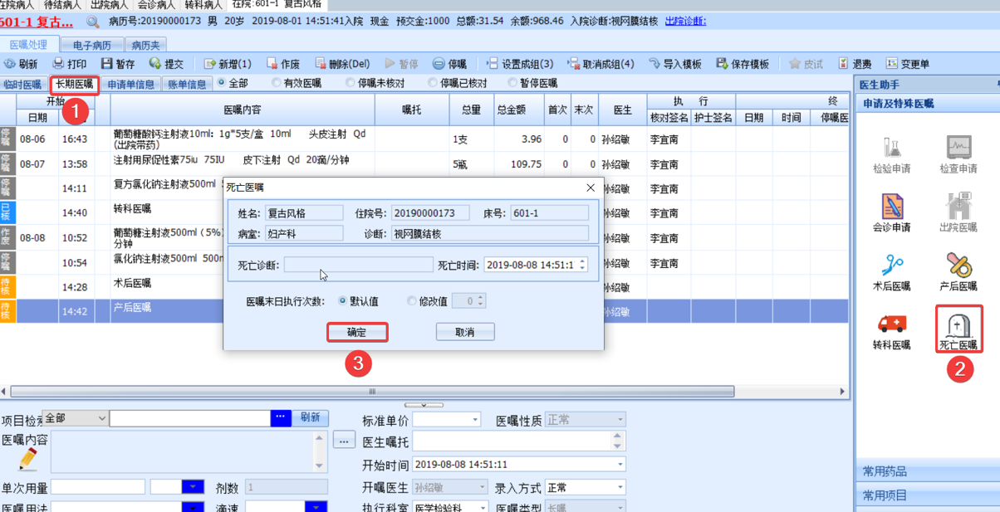 在院病人 待结病人 出院病人 会诊病人 转科病人 在院:601-1 复古风格
601-1 复古... 病历号:20190000173 男 20岁 2019-08-01 14:51:41入院 现金 预交金:1000 总额:31.54 余额:968.46 入院诊断:视网膜结核 出院诊断:
医嘱处理 电子病历 病历夹
刷新 打印 暂存 提交 新增(1) 作废 删除(Del) 暂停 停嘱 设置成组(3) 取消成组(4) 导入模板 保存模板 皮试 退费 变更单
临时医嘱 长期医嘱 申请单信息 账单信息 全部 有效医嘱 停嘱未核对 停嘱已核对 暂停医嘱
开始 医嘱内容 嘱托 总量 总金额 首次 末次 医生 执 行 终
日期 核对签名 护士签名 日期 时间 停嘱医
停嘱 08-06 16:43 葡萄糖酸钙注射液10ml：1g*5支/盒 10ml 头皮注射 Qd
(出院带药) 1支 3.96 0 0 孙绍敏 李宜南
停嘱 08-07 13:58 注射用尿促性素75iu 75IU 皮下注射 Qd 20滴/分钟 5瓶 109.75 0 0 孙绍敏 李宜南
停嘱 14:11 复方氯化钠注射液500ml 孙绍敏 李宜南
已核 14:40 转科医嘱 孙绍敏 李宜南
作废 08-08 10:52 葡萄糖注射液500ml（5%）
分钟 孙绍敏 李宜南
停嘱 10:54 氯化钠注射液500ml 500m 孙绍敏 李宜南
待核 14:28 术后医嘱 孙绍敏
待核 14:42 产后医嘱 孙绍敏
1
死亡医嘱
姓名: 复古风格 住院号: 20190000173 床号: 601-1
病室: 妇产科 诊断: 视网膜结核
死亡诊断: 死亡时间: 2019-08-08 14:51:1
医嘱末日执行次数: 默认值 修改值 0
确定 取消
3
医生助手
申请及特殊医嘱
检验申请 检查申请
会诊申请 出院医嘱
术后医嘱 产后医嘱
转科医嘱 死亡医嘱
2
常用药品
常用项目
项目检索 全部 ... 刷新 标准单价 医嘱性质 正常
医嘱内容 ... 医生嘱托
开始时间 2019-08-08 14:51:11
单次用量 剂数 1 开嘱医生 孙绍敏 录入方式 正常
医嘱用法 滴速 执行科室 医学检验科 医嘱类型 长嘱